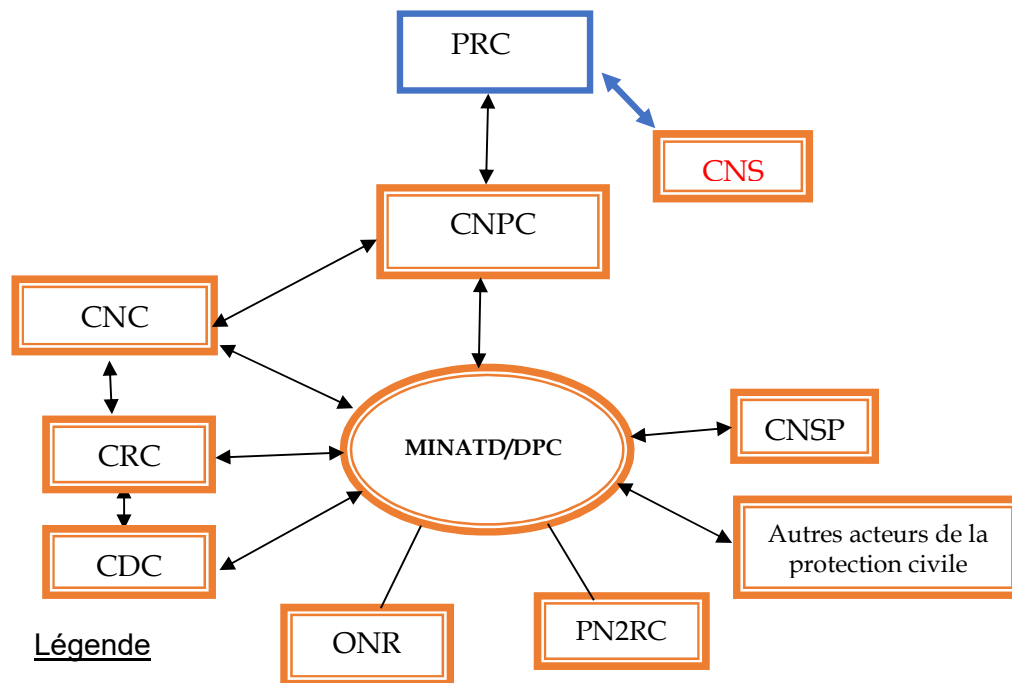 PRC
CNS
CNPC
CNC
CRC
CDC
MINATD/DPC
CNSP
Autres acteurs de la
protection civile
ONR
PN2RC
Légende